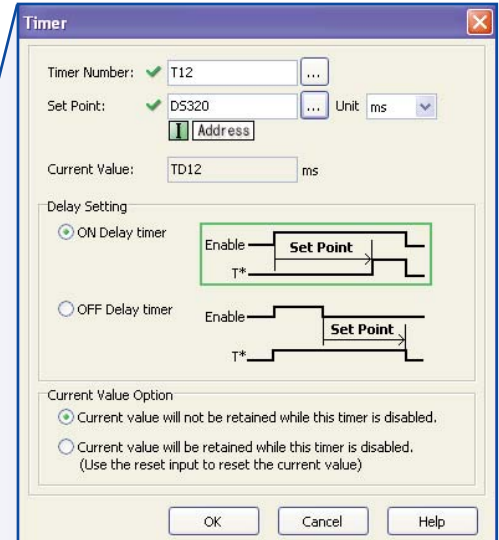 Timer
Timer Number: T12 ...
Set Point: DS320 ... Unit ms
I Address
Current Value: TD12 ms
Delay Setting
ON Delay timer
Enable
Set Point
T*
OFF Delay timer
Enable
Set Point
T*
Current Value Option
Current value will not be retained while this timer is disabled.
Current value will be retained while this timer is disabled.
(Use the reset input to reset the current value)
OK Cancel Help